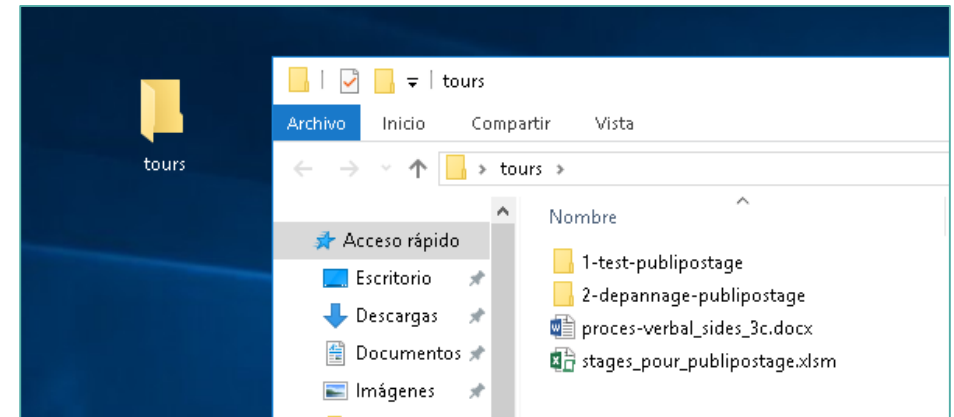 tours
tours
Archivo Inicio Compartir Vista
tours
Nombre
Acceso rápido
Escritorio
Descargas
Documentos
Imágenes
1-test-publipostage
2-depannage-publipostage
proces-verbal_sides_3c.docx
stages_pour_publipostage.xlsm